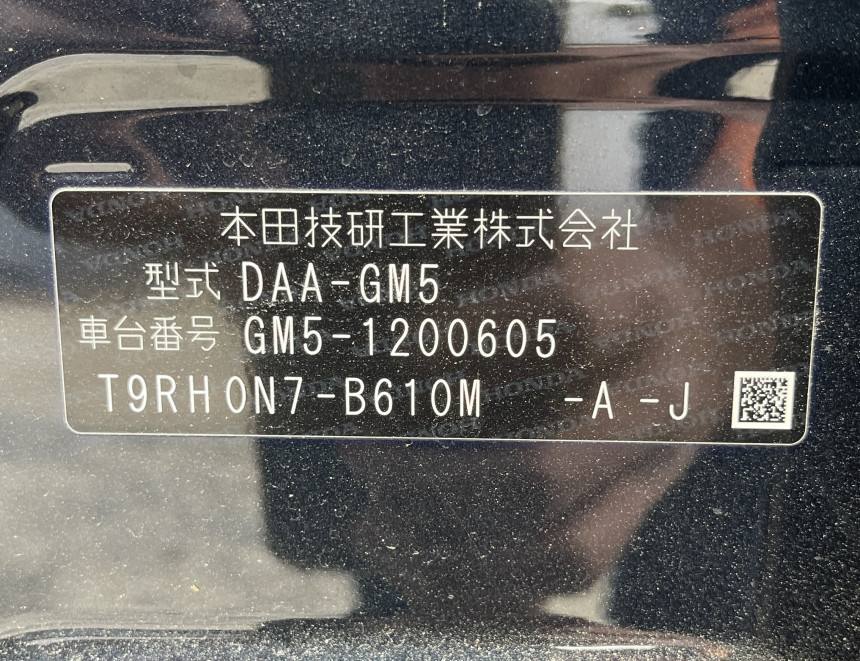 本田技研工業株式会社
型式 DAA-GM5
車台番号 GM5-1200605
T9RH0N7-B610M -A -J